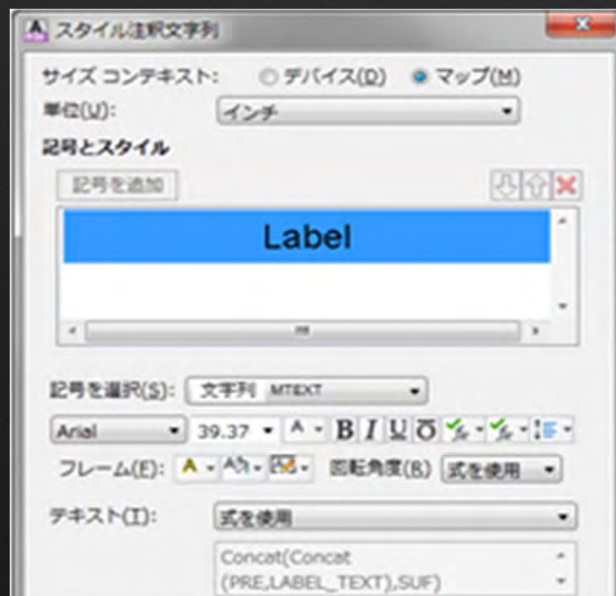 スタイル注釈文字列
サイズ コンテキスト: デバイス(D) マップ(M)
単位(U): インチ
記号とスタイル
記号を追加
Label
記号を選択(S): 文字列 MTEXT
Arial 39.37 A B I U O
フレーム(F): A 回転角度(R) 式を使用
テキスト(T): 式を使用
Concat(Concat
(PRE,LABEL_TEXT),SUF)